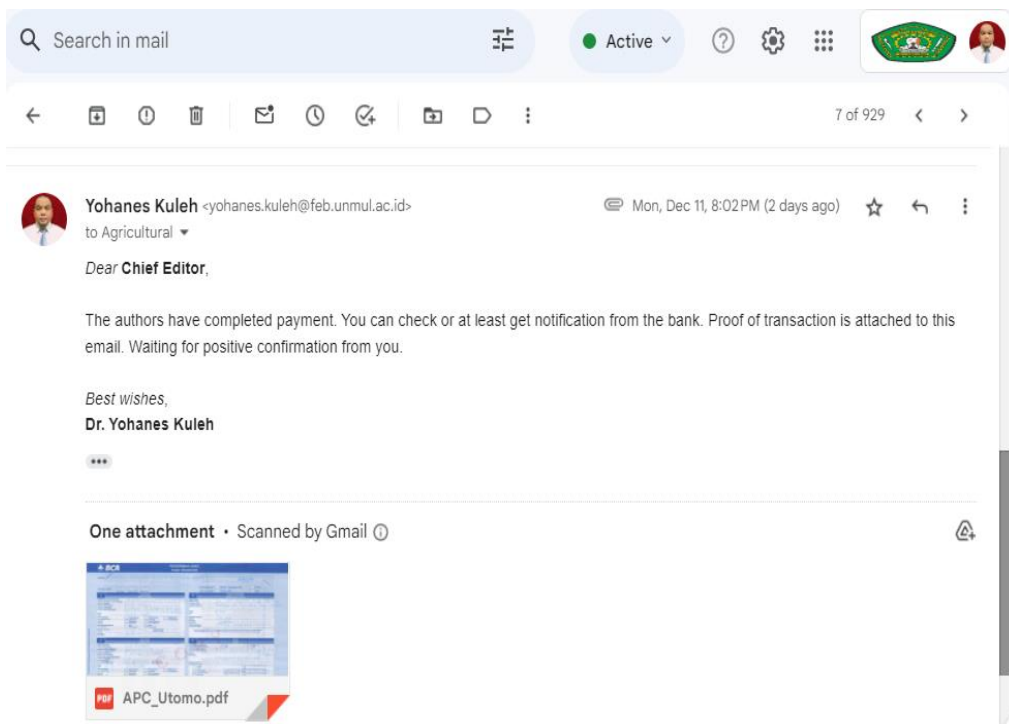 Search in mail
Active
7 of 929
Yohanes Kuleh <yohanes.kuleh@feb.unmul.ac.id>
Mon, Dec 11, 8:02 PM (2 days ago)
to Agricultural
Dear Chief Editor,
The authors have completed payment. You can check or at least get notification from the bank. Proof of transaction is attached to this
email. Waiting for positive confirmation from you.
Best wishes,
Dr. Yohanes Kuleh
One attachment • Scanned by Gmail
BCA
PDF
APC_Utomo.pdf